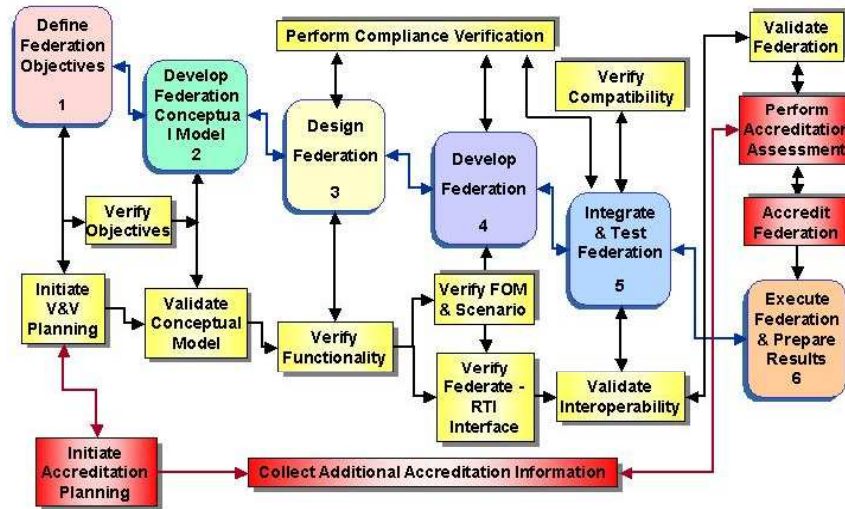 Define
Federation
Objectives
1
Develop
Federation
Conceptua
l Model
2
Perform Compliance Verification
Design
Federation
3
Verify
Compatibility
Validate
Federation
Perform
Accreditation
Assessment
Develop
Federation
4
Verify
Objectives
Integrate
& Test
Federation
5
Accredit
Federation
Initiate
V&V
Planning
Validate
Conceptual
Model
Verify
Functionality
Verify FOM
& Scenario
Execute
Federation
& Prepare
Results
6
Verify
Federate -
RTI
Interface
Validate
Interoperability
Initiate
Accreditation
Planning
Collect Additional Accreditation Information